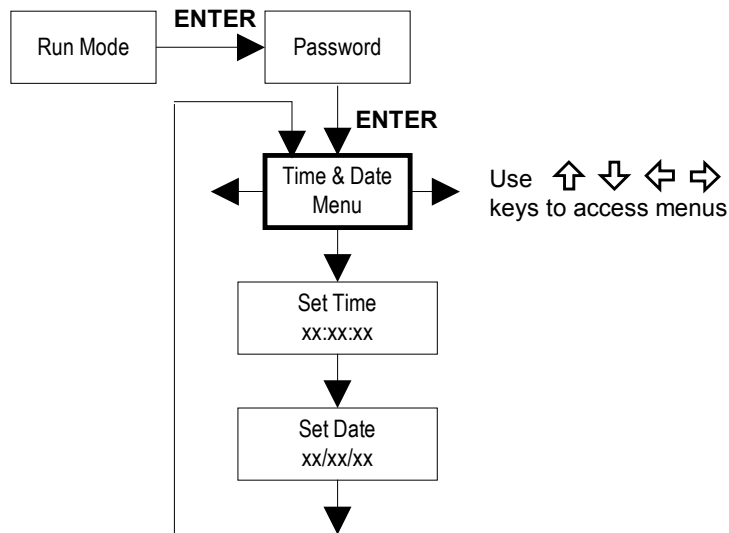 ENTER
Run Mode
Password
ENTER
Time & Date
Menu
Use ⇧ ⇩ ⇦ ⇨
keys to access menus
Set Time
xx:xx:xx
Set Date
xx/xx/xx